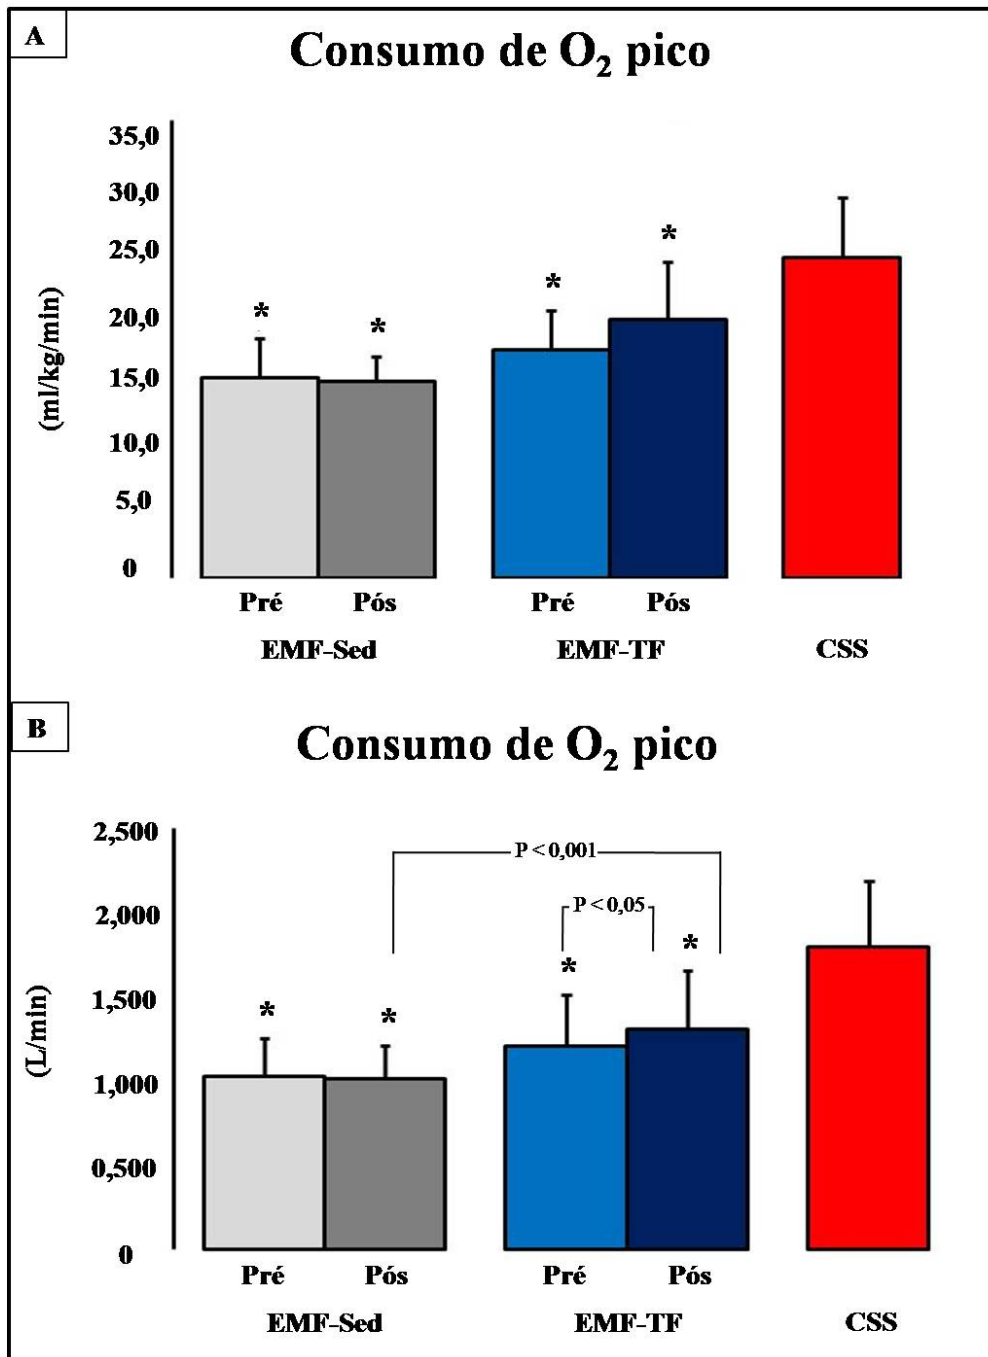 A
Consumo de O₂ pico
35,0
30,0
25,0
20,0
15,0
10,0
5,0
0
(ml/kg/min)
*
*
*
*
Pré
Pós
Pré
Pós
EMF-Sed
EMF-TF
CSS
B
Consumo de O₂ pico
2,500
2,000
1,500
1,000
0,500
0
(L/min)
P < 0,001
P < 0,05
*
*
*
*
Pré
Pós
Pré
Pós
EMF-Sed
EMF-TF
CSS